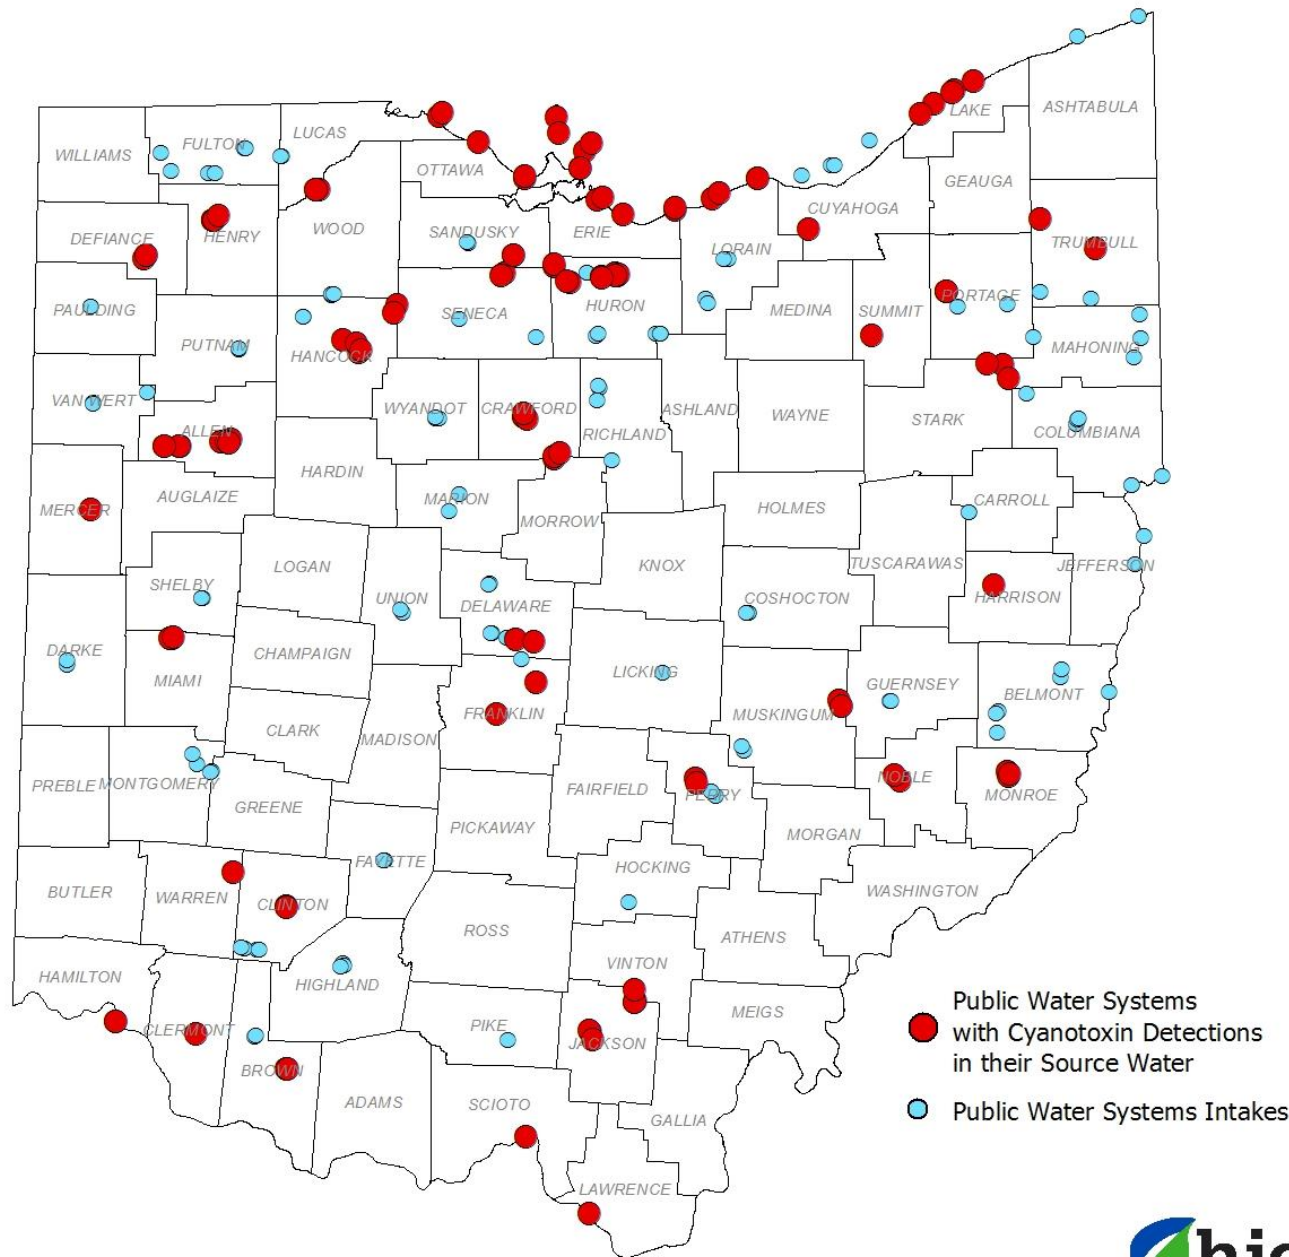 ASHTABULA
LAKE
LUCAS
FULTON
WILLIAMS
OTTAWA
GEAUGA
CUYAHOGA
WOOD
SANDUSKY
ERIE
DEFIANCE
HENRY
LORAIN
TRUMBULL
PORTAGE
PAULDING
SENECA
HURON
MEDINA
SUMMIT
PUTNAM
HANCOCK
MAHONING
VAN WERT
WYANDOT
CRAWFORD
ASHLAND
WAYNE
STARK
ALLEN
RICHLAND
COLUMBIANA
HARDIN
MERCER
AUGLAIZE
MARION
MORROW
HOLMES
CARROLL
LOGAN
KNOX
TUSCARAWAS
JEFFERSON
SHELBY
UNION
DELAWARE
COSHOCTON
HARRISON
DARKE
CHAMPAIGN
MIAMI
LICKING
GUERNSEY
BELMONT
FRANKLIN
MUSKINGUM
CLARK
MADISON
PREBLE
MONTGOMERY
FAIRFIELD
PERRY
NOBLE
MONROE
GREENE
PICKAWAY
MORGAN
FAYETTE
HOCKING
BUTLER
WARREN
CLINTON
WASHINGTON
ROSS
ATHENS
HAMILTON
HIGHLAND
VINTON
MEIGS
CLERMONT
PIKE
JACKSON
BROWN
ADAMS
SCIOTO
GALLIA
LAWRENCE
Public Water Systems
with Cyanotoxin Detections
in their Source Water
Public Water Systems Intakes